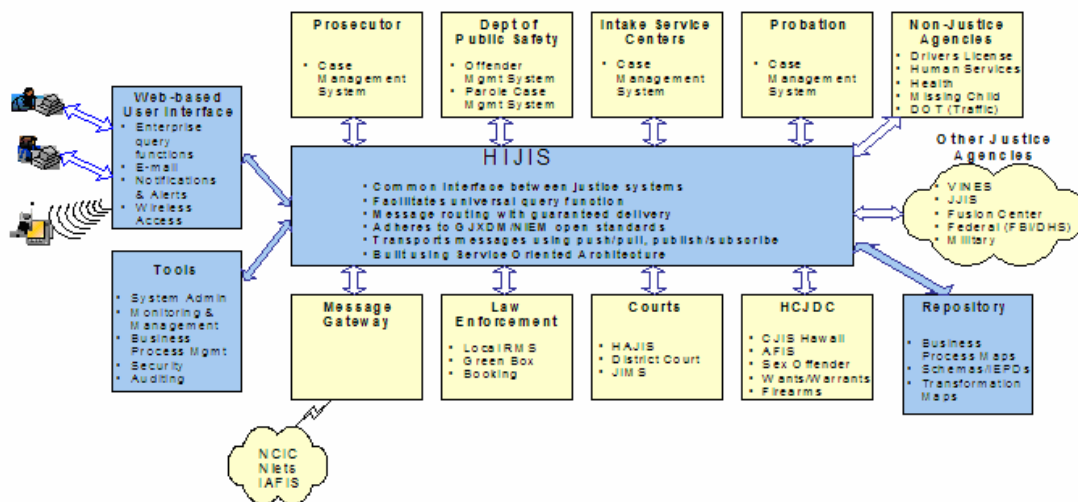 Prosecutor
• Case
Management
System
Dept of
Public Safety
• Offender
Mgmt System
• Parole Case
Mgmt System
Intake Service
Centers
• Case
Management
System
Probation
• Case
Management
System
Non-Justice
Agencies
• Drivers License
• Human Services
• Health
• Missing Child
• DOT (Traffic)
Web-based
User Interface
• Enterprise
query
functions
• E-mail
• Notifications
& Alerts
• Wireless
Access
HIJIS
• Common interface between justice systems
• Facilitates universal query function
• Message routing with guaranteed delivery
• Adheres to GJXDM/NIEM open standards
• Transports messages using push/pull, publish/subscribe
• Built using Service Oriented Architecture
Other Justice
Agencies
• VINES
• JJIS
• Fusion Center
• Federal (FBI/DHS)
• Military
Tools
• System Admin
• Monitoring &
Management
• Business
Process Mgmt
• Security
• Auditing
Message
Gateway
Law
Enforcement
• Local RMS
• Green Box
• Booking
Courts
• HAJIS
• District Court
• JIMS
HCJDC
• CJIS Hawaii
• AFIS
• Sex Offender
• Wants/Warrants
• Firearms
Repository
• Business
Process Maps
• Schemas/IEPDs
• Transformation
Maps
NCIC
Nlets
IAFIS